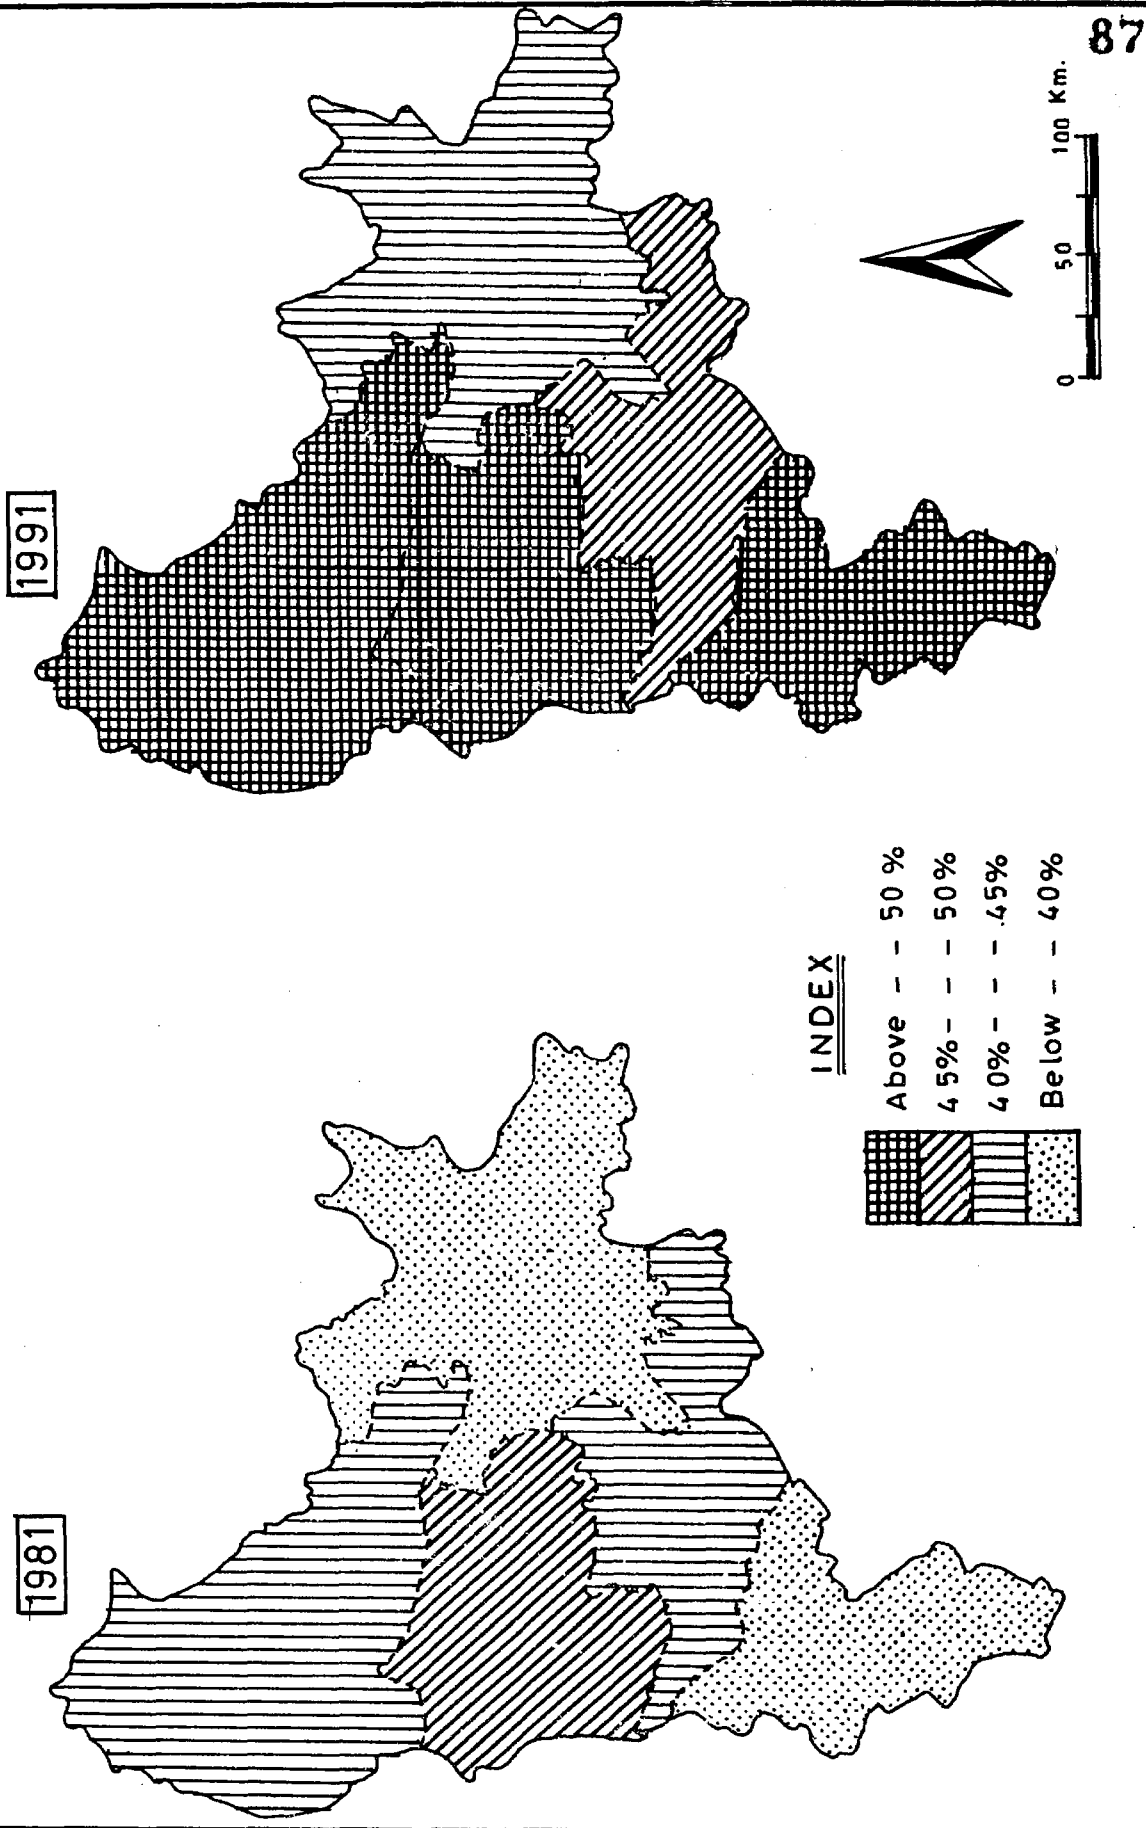 87
1981
1991
INDEX
Above - - 50%
45% - - - 50%
40% - - - .45%
Below - - 40%
0 50 100 Km.